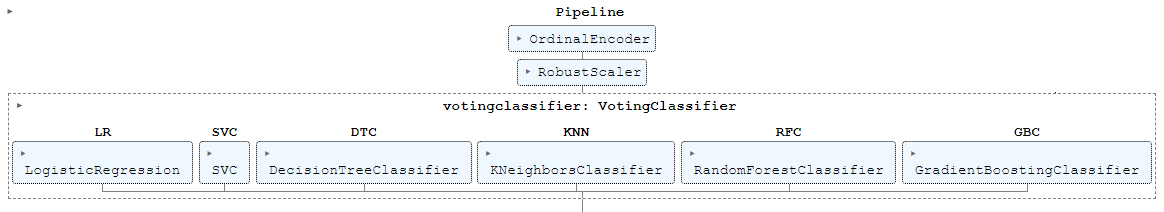 Pipeline
OrdinalEncoder
RobustScaler
votingclassifier: VotingClassifier
LR SVC DTC KNN RFC GBC
LogisticRegression SVC DecisionTreeClassifier KNeighborsClassifier RandomForestClassifier GradientBoostingClassifier